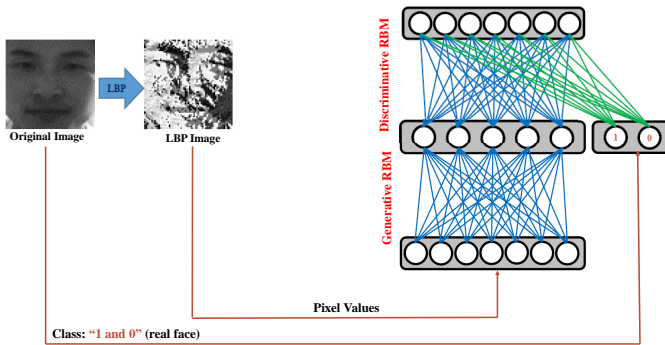 LBP
Original Image
LBP Image
Discriminative RBM
1 0
Generative RBM
Pixel Values
Class: “1 and 0” (real face)